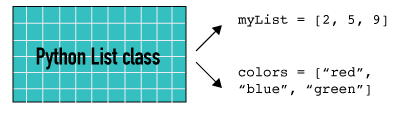 Python List class
myList = [2, 5, 9]
colors = [“red”,
“blue”, “green”]